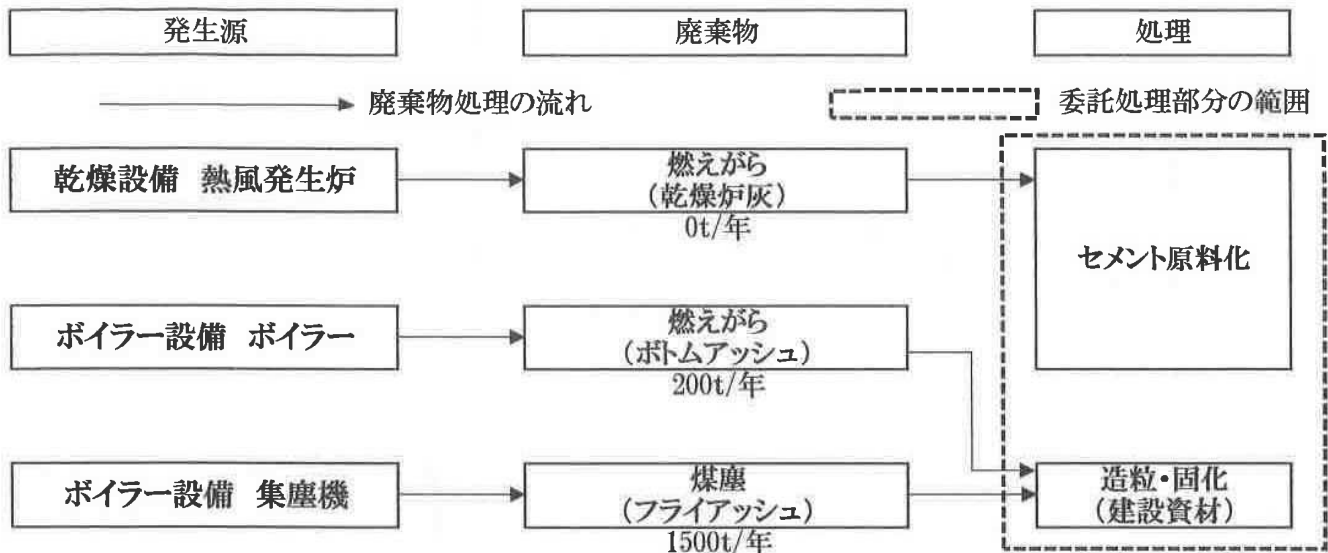 発生源 廃棄物 処理
廃棄物処理の流れ 委託処理部分の範囲
乾燥設備 熱風発生炉
燃えがら
(乾燥炉灰)
0t/年
セメント原料化
ボイラー設備 ボイラー
燃えがら
(ボトムアッシュ)
200t/年
ボイラー設備 集塵機
煤塵
(フライアッシュ)
1500t/年
造粒・固化
(建設資材)